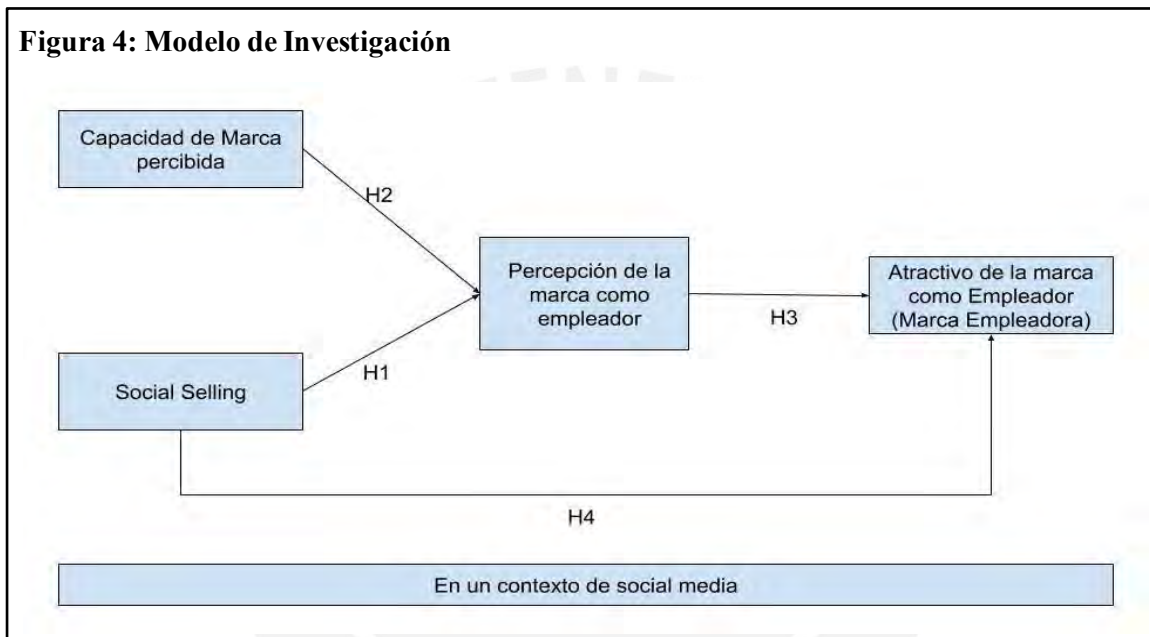 Figura 4: Modelo de Investigación
Capacidad de Marca
percibida
H2
Percepción de la
marca como
empleador
H3
Atractivo de la marca
como Empleador
(Marca Empleadora)
Social Selling
H1
H4
En un contexto de social media